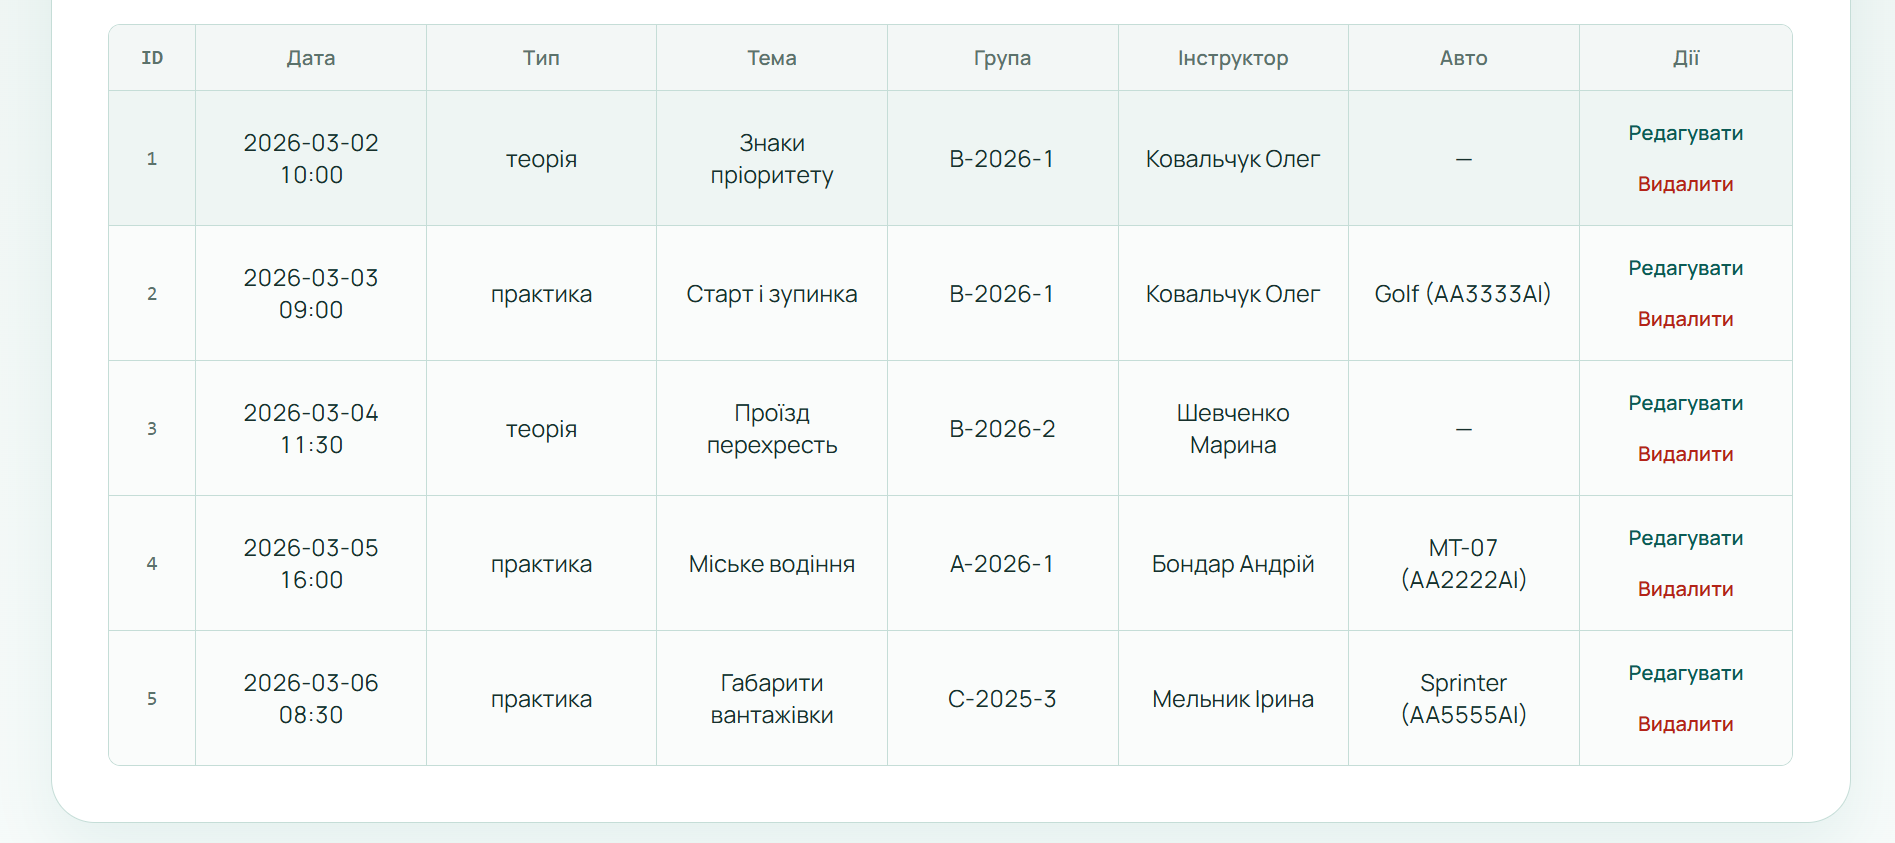 ID Дата Тип Тема Група Інструктор Авто Дії
1 2026-03-02 10:00 теорія Знаки пріоритету B-2026-1 Ковальчук Олег — Редагувати Видалити
2 2026-03-03 09:00 практика Старт і зупинка B-2026-1 Ковальчук Олег Golf (AA3333AI) Редагувати Видалити
3 2026-03-04 11:30 теорія Проїзд перехресть B-2026-2 Шевченко Марина — Редагувати Видалити
4 2026-03-05 16:00 практика Міське водіння A-2026-1 Бондар Андрій MT-07 (AA2222AI) Редагувати Видалити
5 2026-03-06 08:30 практика Габарити вантажівки C-2025-3 Мельник Ірина Sprinter (AA5555AI) Редагувати Видалити